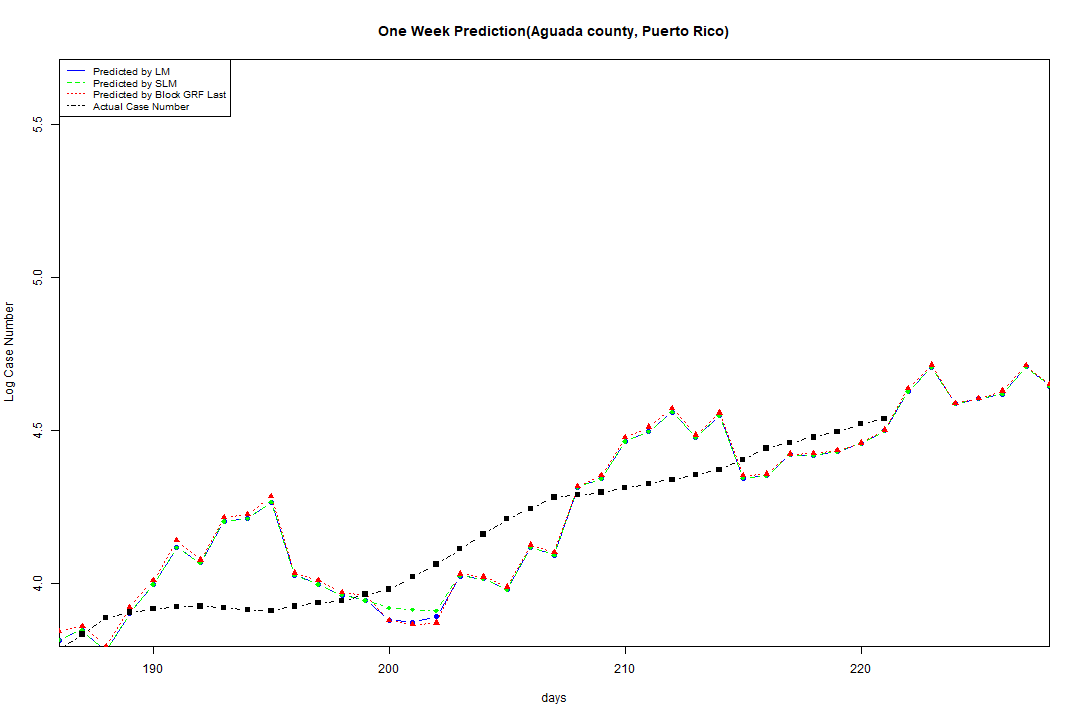 One Week Prediction(Aguada county, Puerto Rico)
Predicted by LM
Predicted by SLM
Predicted by Block GRF Last
Actual Case Number
5.5
5.0
4.5
4.0
Log Case Number
190 200 210 220
days